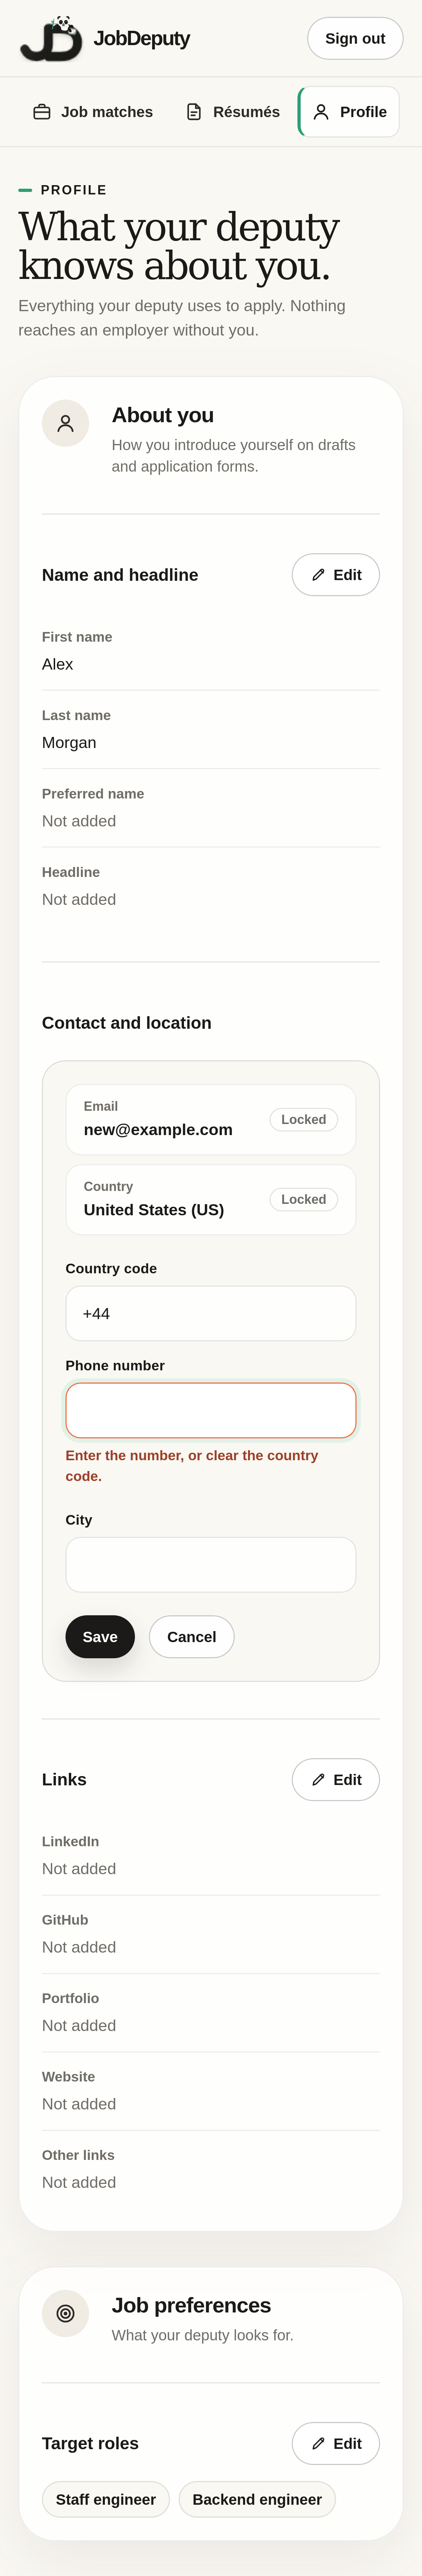 JD
JobDeputy
Sign out
Job matches
Résumés
Profile
PROFILE
What your deputy
knows about you.
Everything your deputy uses to apply. Nothing
reaches an employer without you.
About you
How you introduce yourself on drafts
and application forms.
Name and headline
Edit
First name
Alex
Last name
Morgan
Preferred name
Not added
Headline
Not added
Contact and location
Email
new@example.com
Locked
Country
United States (US)
Locked
Country code
+44
Phone number
Enter the number, or clear the country
code.
City
Save
Cancel
Links
Edit
LinkedIn
Not added
GitHub
Not added
Portfolio
Not added
Website
Not added
Other links
Not added
Job preferences
What your deputy looks for.
Target roles
Edit
Staff engineer
Backend engineer